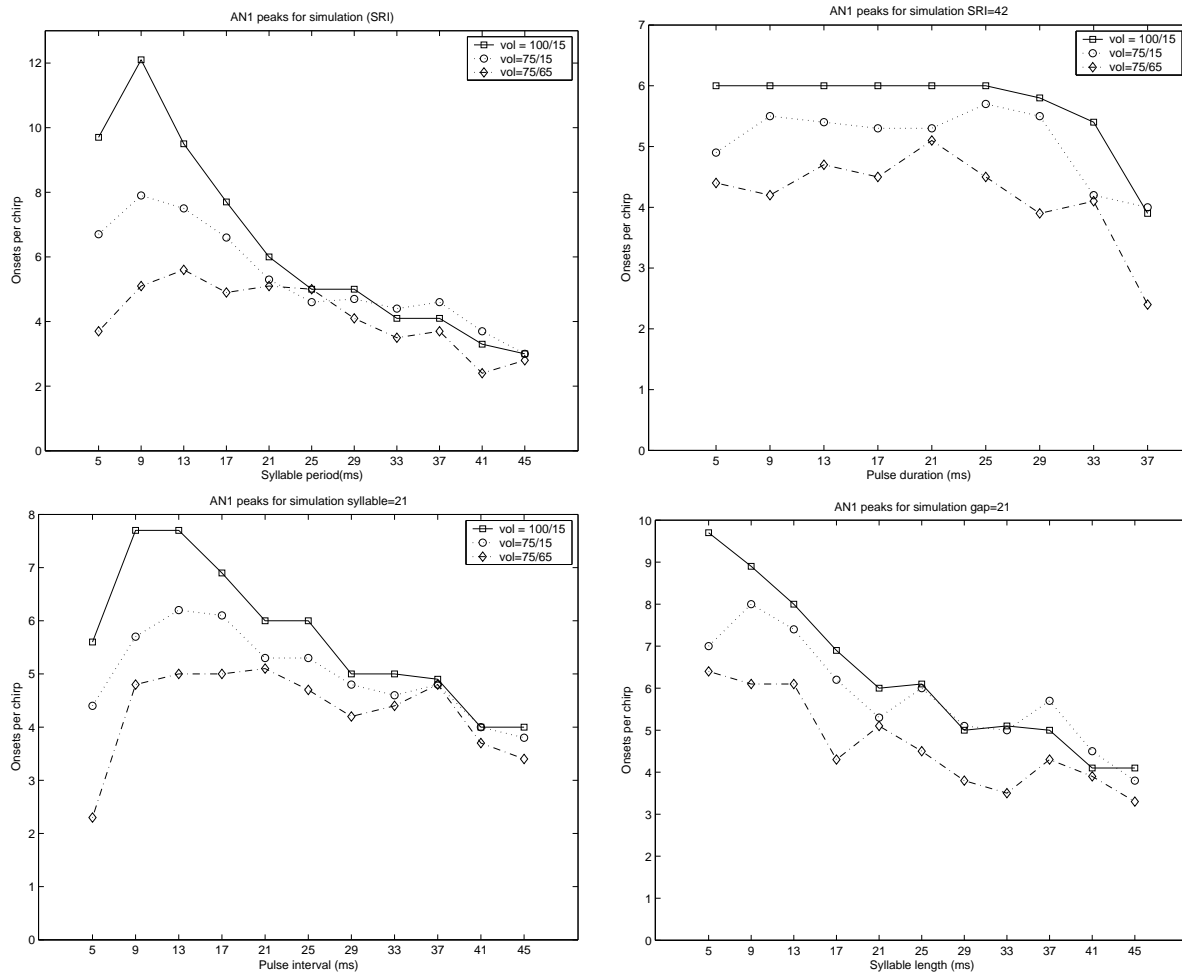 AN1 peaks for simulation (SRI)
vol = 100/15
vol=75/15
vol=75/65
Onsets per chirp
12
10
8
6
4
2
0
5 9 13 17 21 25 29 33 37 41 45
Syllable period(ms)
AN1 peaks for simulation SRI=42
vol = 100/15
vol=75/15
vol=75/65
Onsets per chirp
7
6
5
4
3
2
1
0
5 9 13 17 21 25 29 33 37
Pulse duration (ms)
AN1 peaks for simulation syllable=21
vol = 100/15
vol=75/15
vol=75/65
Onsets per chirp
8
7
6
5
4
3
2
1
0
5 9 13 17 21 25 29 33 37 41 45
Pulse interval (ms)
AN1 peaks for simulation gap=21
Onsets per chirp
10
9
8
7
6
5
4
3
2
1
0
5 9 13 17 21 25 29 33 37 41 45
Syllable length (ms)